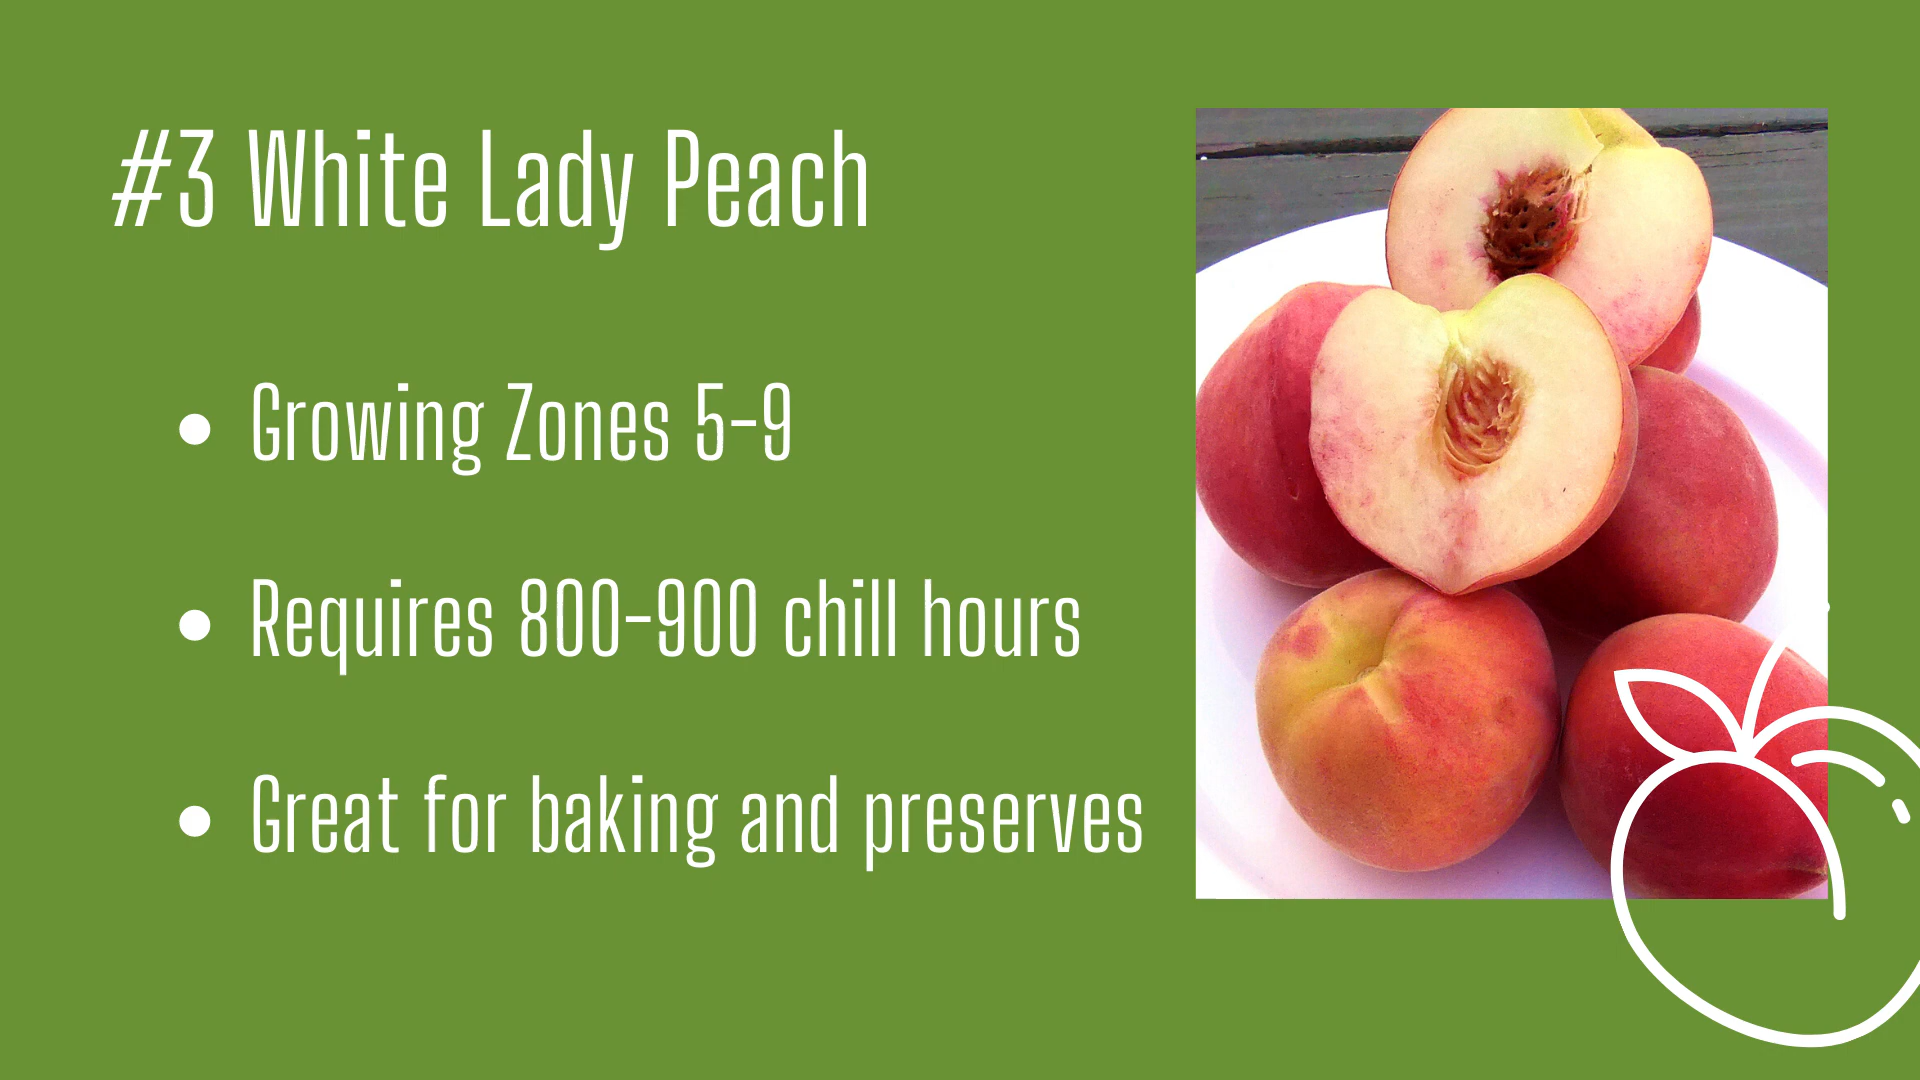 #3 White Lady Peach
Growing Zones 5-9
Requires 800-900 chill hours
Great for baking and preserves